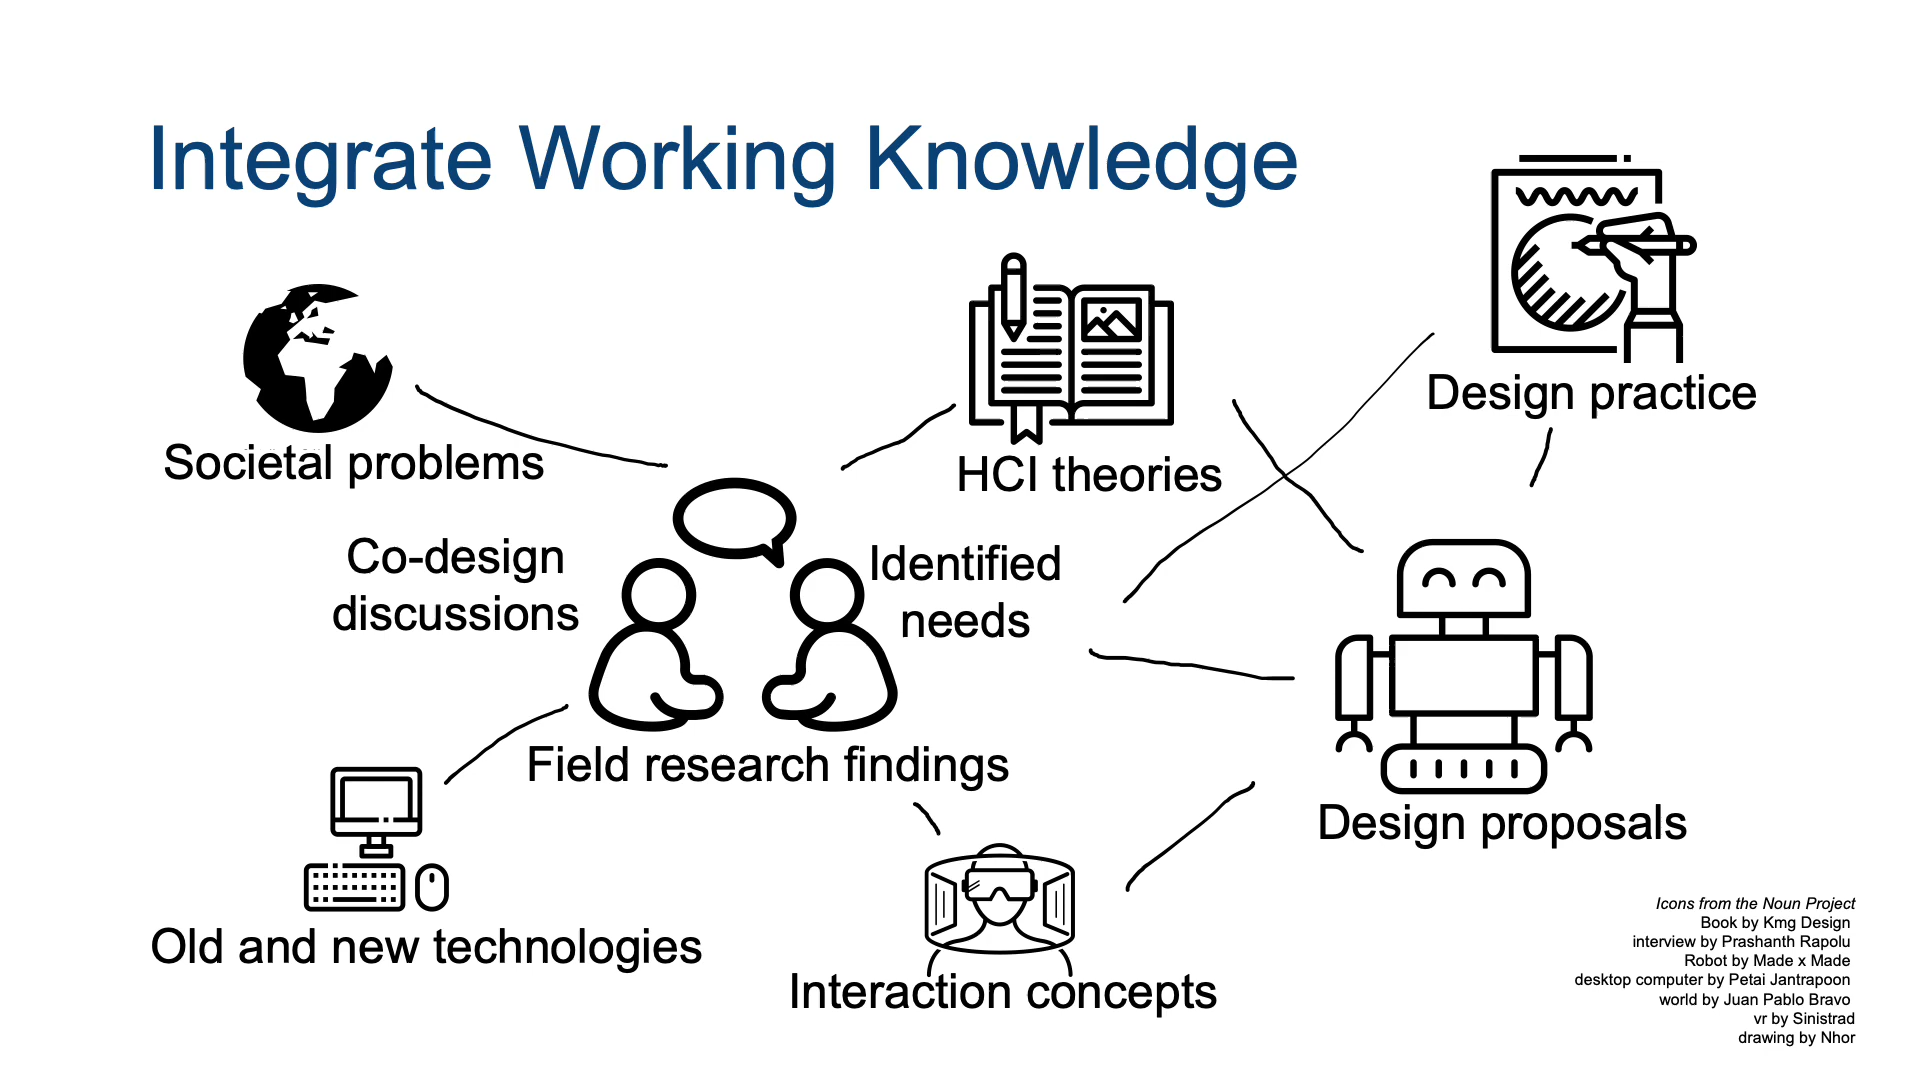 Integrate Working Knowledge
Design practice
Societal problems
HCI theories
Co-design
discussions
Identified
needs
Field research findings
Design proposals
Old and new technologies
Interaction concepts
Icons from the Noun Project
Book by Kmg Design
interview by Prashanth Rapolu
Robot by Made x Made
desktop computer by Petai Jantrapoon
world by Juan Pablo Bravo
vr by Sinistrad
drawing by Nhor